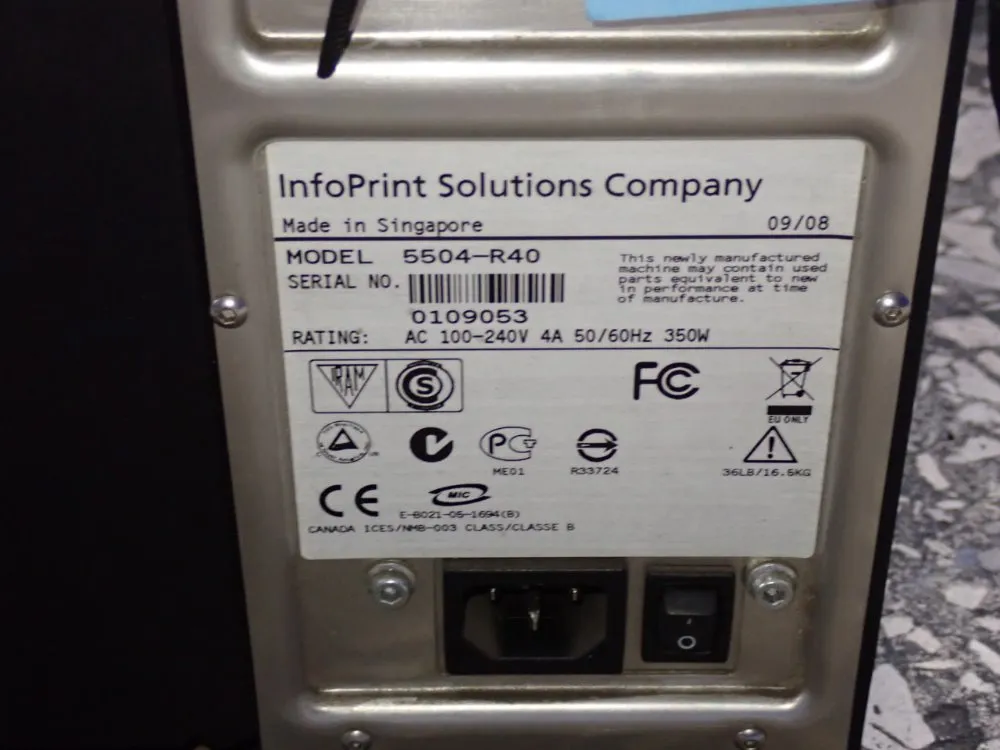 InfoPrint Solutions Company
Made in Singapore 09/08
MODEL 5504-R40
SERIAL NO.
0109053
This newly manufactured
machine may contain used
parts equivalent to new
in performance at time
of manufacture.
RATING: AC 100-240V 4A 50/60Hz 350W
IRAM S
FC
EU ONLY
PG
ME01
R33724
36LB/16.5KG
CE
MIC
E-B021-05-1694(B)
CANADA ICES/NMB-003 CLASS/CLASSE B